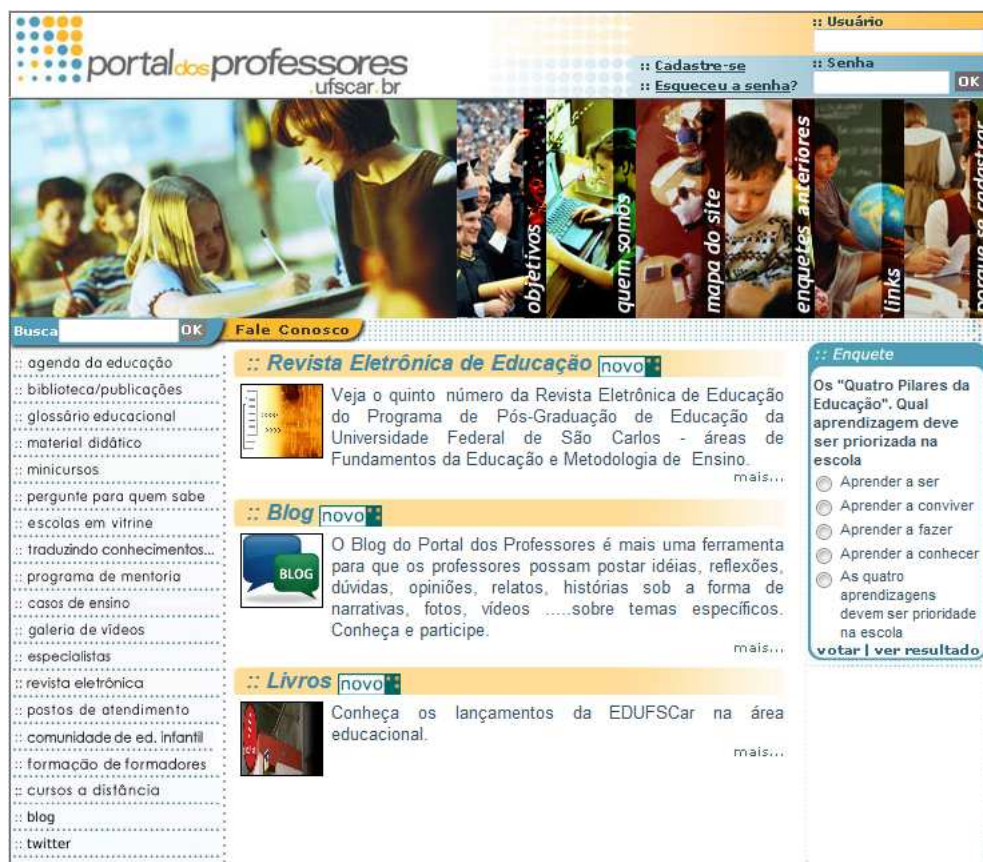 portaldosprofessores
.ufscar.br
:: Usuário
:: Cadastre-se
:: Senha
:: Esqueceu a senha?
OK
objetivos
quem somos
mapa do site
enquetes anteriores
links
porque se cadastrar
Busca
OK
Fale Conosco
:: agenda da educação
:: biblioteca/publicações
:: glossário educacional
:: material didático
:: minicursos
:: pergunte para quem sabe
:: escolas em vitrine
:: traduzindo conhecimentos...
:: programa de mentoria
:: casos de ensino
:: galeria de vídeos
:: especialistas
:: revista eletrônica
:: postos de atendimento
:: comunidade de ed. infantil
:: formação de formadores
:: cursos a distância
:: blog
:: twitter
:: Revista Eletrônica de Educação novo
Veja o quinto número da Revista Eletrônica de Educação
do Programa de Pós-Graduação de Educação da
Universidade Federal de São Carlos - áreas de
Fundamentos da Educação e Metodologia de Ensino.
mais...
:: Blog novo
BLOG
O Blog do Portal dos Professores é mais uma ferramenta
para que os professores possam postar idéias, reflexões,
dúvidas, opiniões, relatos, histórias sob a forma de
narrativas, fotos, vídeos .....sobre temas específicos.
Conheça e participe.
mais...
:: Livros novo
Conheça os lançamentos da EDUFSCar na área
educacional.
mais...
:: Enquete
Os "Quatro Pilares da
Educação". Qual
aprendizagem deve
ser priorizada na
escola
Aprender a ser
Aprender a conviver
Aprender a fazer
Aprender a conhecer
As quatro
aprendizagens
devem ser prioridade
na escola
votar | ver resultado